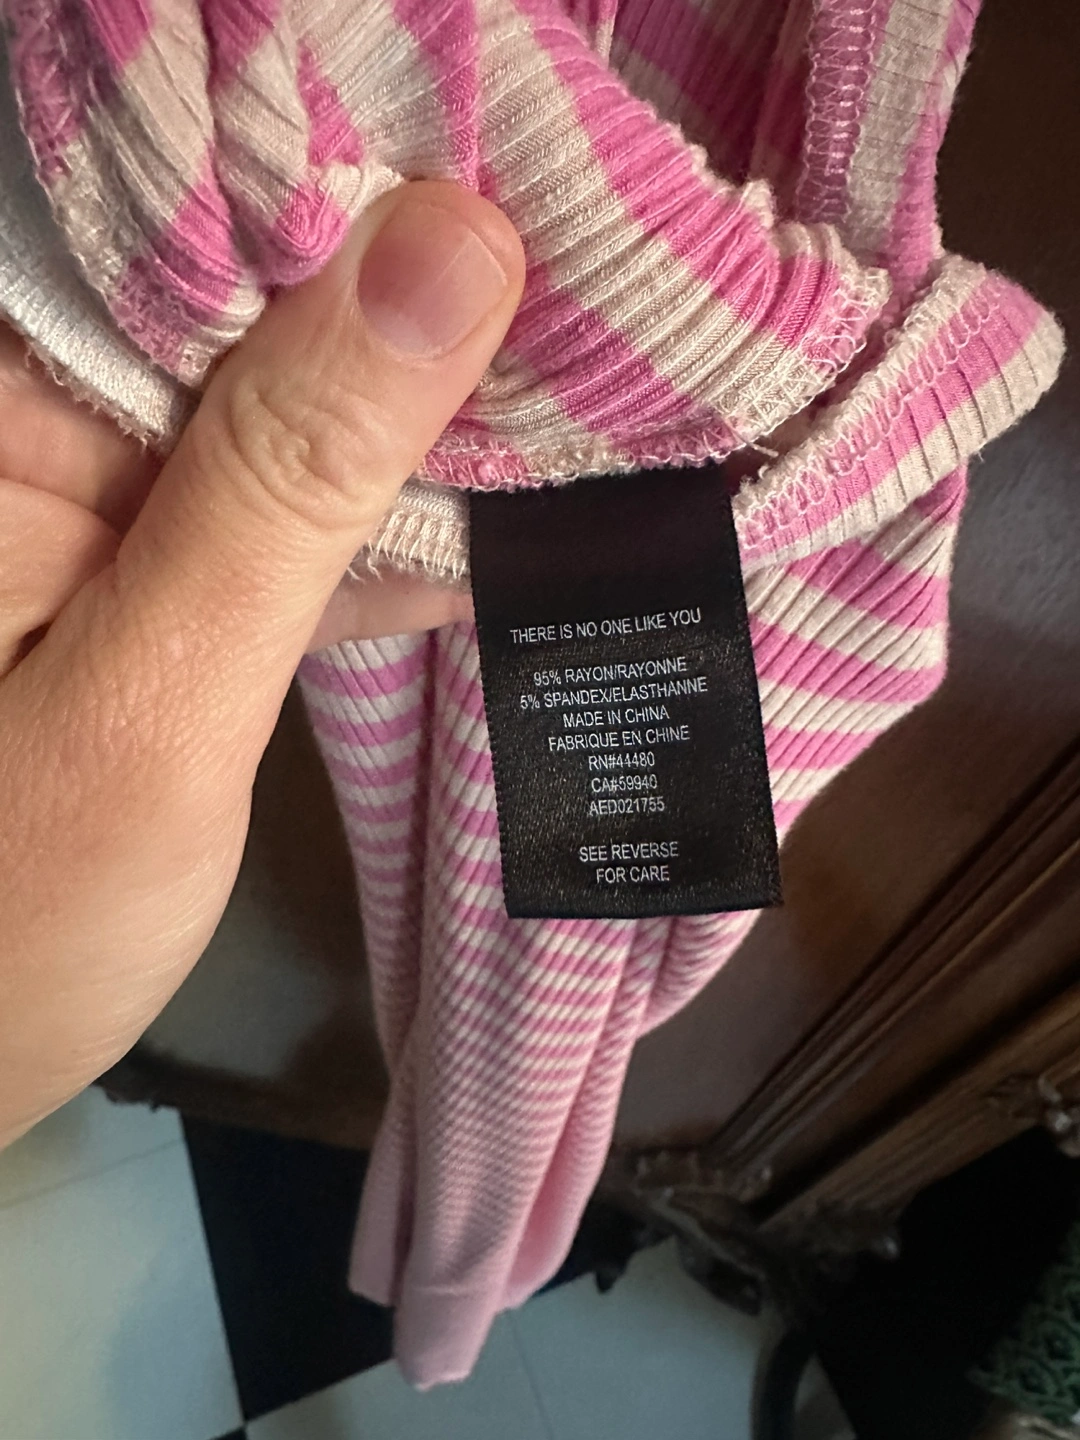 THERE IS NO ONE LIKE YOU
95% RAYON/RAYONNE
5% SPANDEX/ELASTHANNE
MADE IN CHINA
FABRIQUE EN CHINE
RN#44480
CA#59940
AED021755
SEE REVERSE
FOR CARE